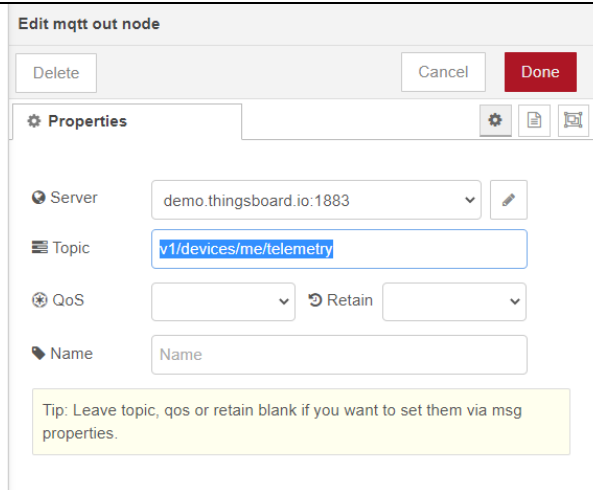 Edit mqtt out node
Delete Cancel Done
Properties
Server demo.thingsboard.io:1883
Topic v1/devices/me/telemetry
QoS Retain
Name Name
Tip: Leave topic, qos or retain blank if you want to set them via msg
properties.